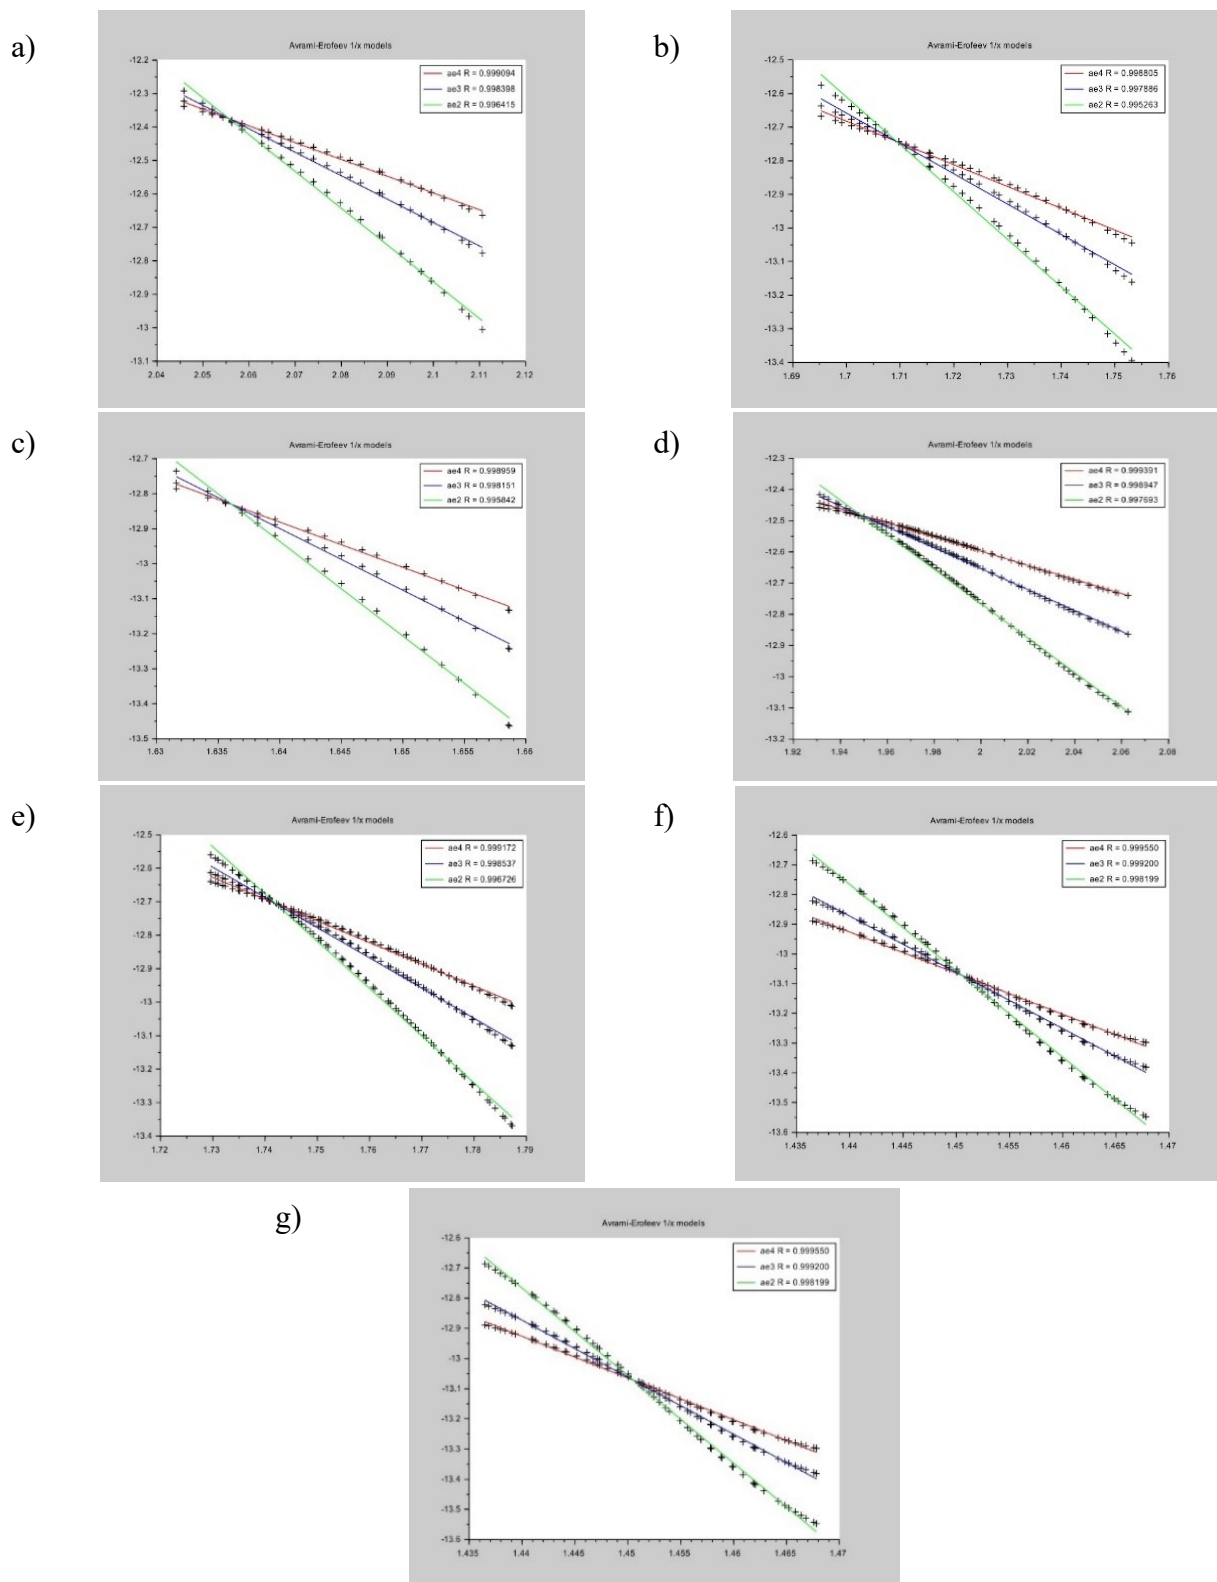 a)
Avrami-Erofeev 1/x models
ae4 R = 0.999094
ae3 R = 0.998398
ae2 R = 0.996415
-12.2
-12.3
-12.4
-12.5
-12.6
-12.7
-12.8
-12.9
-13
-13.1
2.04 2.05 2.06 2.07 2.08 2.09 2.1 2.11 2.12
b)
Avrami-Erofeev 1/x models
ae4 R = 0.998805
ae3 R = 0.997886
ae2 R = 0.995263
-12.5
-12.6
-12.7
-12.8
-12.9
-13
-13.1
-13.2
-13.3
-13.4
1.69 1.7 1.71 1.72 1.73 1.74 1.75 1.76
c)
Avrami-Erofeev 1/x models
ae4 R = 0.998959
ae3 R = 0.998151
ae2 R = 0.995842
-12.7
-12.8
-12.9
-13
-13.1
-13.2
-13.3
-13.4
-13.5
1.63 1.635 1.64 1.645 1.65 1.655 1.66
d)
Avrami-Erofeev 1/x models
ae4 R = 0.999391
ae3 R = 0.998947
ae2 R = 0.997693
-12.3
-12.4
-12.5
-12.6
-12.7
-12.8
-12.9
-13
-13.1
-13.2
1.92 1.94 1.96 1.98 2 2.02 2.04 2.06 2.08
e)
Avrami-Erofeev 1/x models
ae4 R = 0.999172
ae3 R = 0.998537
ae2 R = 0.996726
-12.5
-12.6
-12.7
-12.8
-12.9
-13
-13.1
-13.2
-13.3
-13.4
1.72 1.73 1.74 1.75 1.76 1.77 1.78 1.79
f)
Avrami-Erofeev 1/x models
ae4 R = 0.999550
ae3 R = 0.999200
ae2 R = 0.998199
-12.6
-12.7
-12.8
-12.9
-13
-13.1
-13.2
-13.3
-13.4
-13.5
-13.6
1.435 1.44 1.445 1.45 1.455 1.46 1.465 1.47
g)
Avrami-Erofeev 1/x models
ae4 R = 0.999550
ae3 R = 0.999200
ae2 R = 0.998199
-12.6
-12.7
-12.8
-12.9
-13
-13.1
-13.2
-13.3
-13.4
-13.5
-13.6
1.435 1.44 1.445 1.45 1.455 1.46 1.465 1.47